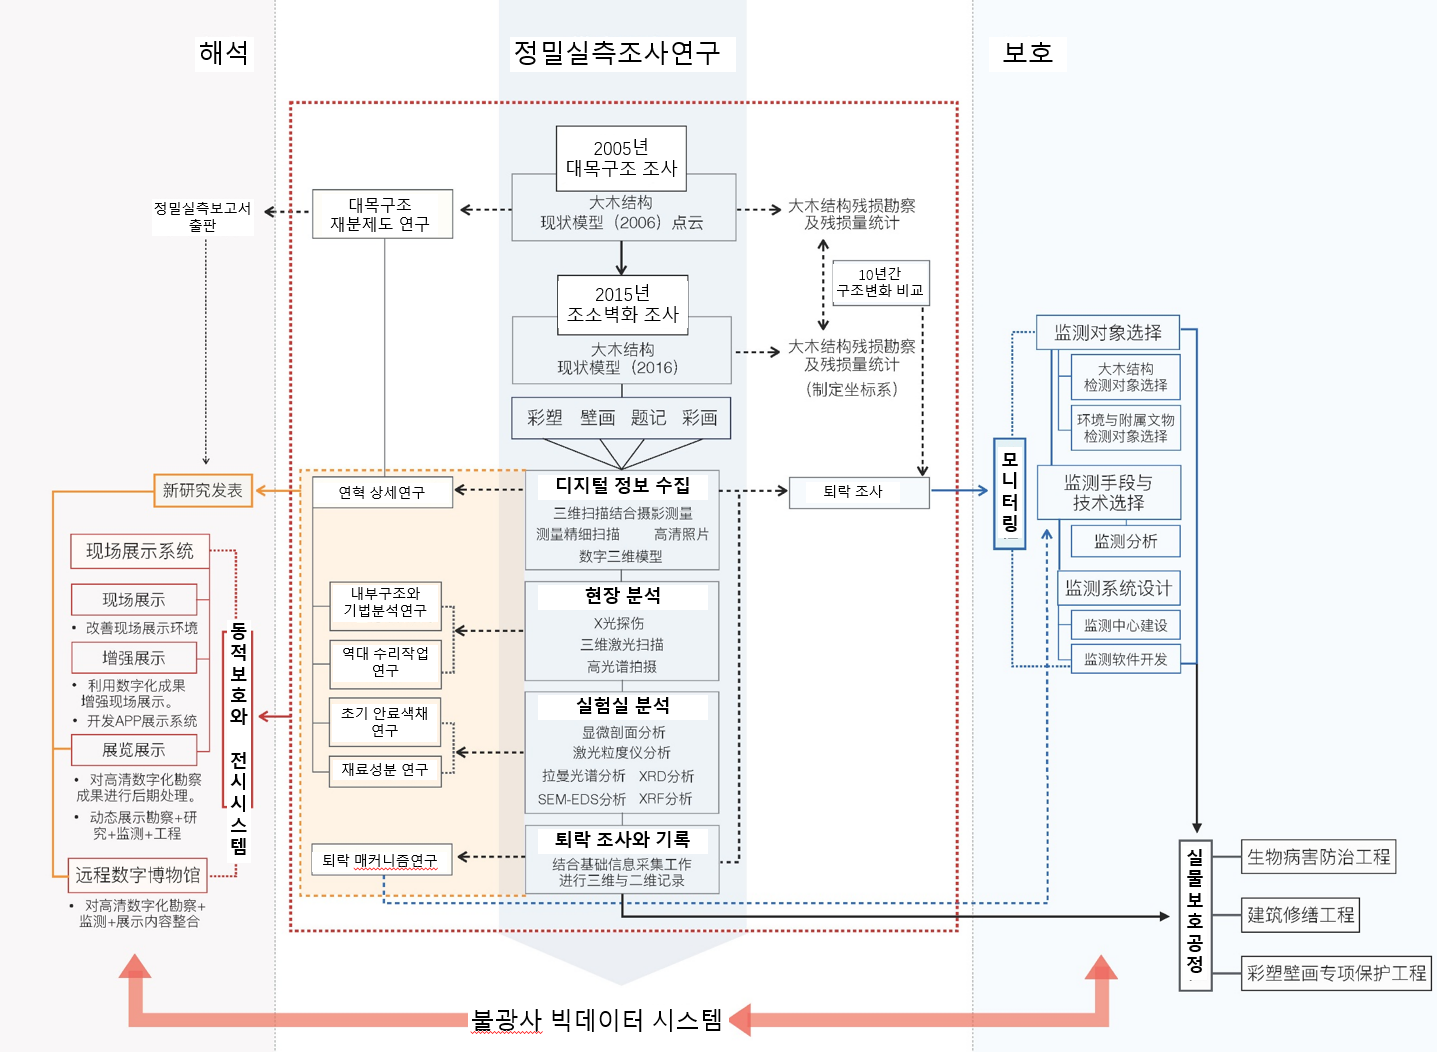 해석
정밀실측조사연구
보호
2005년
대목구조 조사
大木结构
现状模型（2006）点云
대목구조
재분제도 연구
정밀실측보고서
출판
大木结构残损勘察
及残损量统计
10년간
구조변화 비교
2015년
조소벽화 조사
大木结构
现状模型（2016）
大木结构残损勘察
及残损量统计
（制定坐标系）
彩塑 壁画 题记 彩画
디지털 정보 수집
三维扫描结合摄影测量
测量精细扫描 高清照片
数字三维模型
현장 분석
X光探伤
三维激光扫描
高光谱拍摄
실험실 분석
显微剖面分析
激光粒度仪分析
拉曼光谱分析 XRD分析
SEM-EDS分析 XRF分析
퇴락 조사와 기록
结合基础信息采集工作
进行三维与二维记录
연혁 상세연구
내부구조와
기법분석연구
역대 수리작업
연구
초기 안료색채
연구
재료성분 연구
퇴락 매커니즘연구
퇴락 조사
新研究发表
现场展示系统
现场展示
• 改善现场展示环境
增强展示
• 利用数字化成果
增强现场展示。
• 开发APP展示系统
展览展示
• 对高清数字化勘察
成果进行后期处理。
• 动态展示勘察+研
究+监测+工程
远程数字博物馆
• 对高清数字化勘察+
监测+展示内容整合
동적보호와 전시시스템
모니터링
监测对象选择
大木结构
检测对象选择
环境与附属文物
检测对象选择
监测手段与
技术选择
监测分析
监测系统设计
监测中心建设
监测软件开发
실물보호공정
生物病害防治工程
建筑修缮工程
彩塑壁画专项保护工程
불광사 빅데이터 시스템